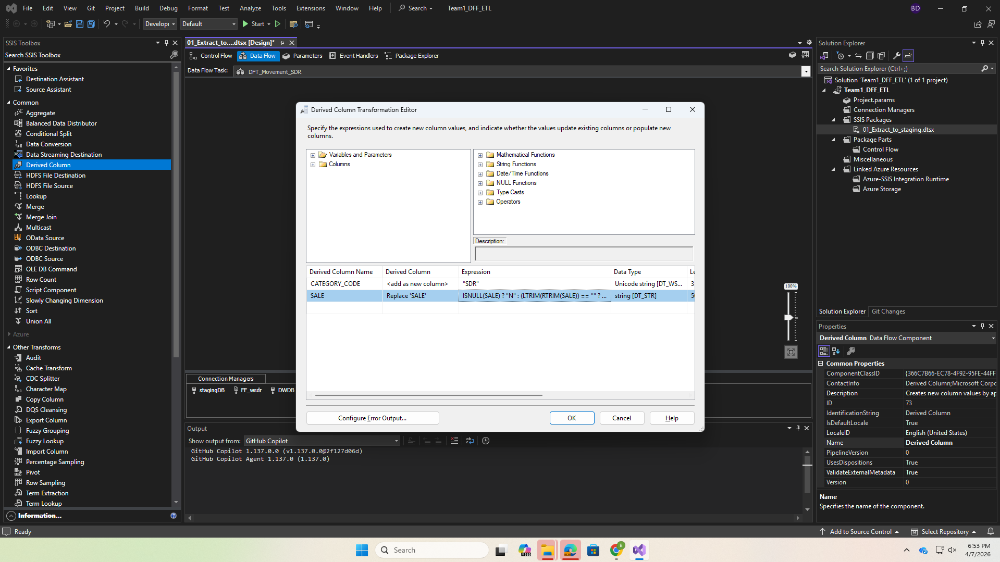 File Edit View Git Project Build Debug Format Test Analyze Tools Extensions Window Help Search Team1_DFF_ETL BD
Developı Default Start
SSIS Toolbox
Search SSIS Toolbox
Favorites
Destination Assistant
Source Assistant
Common
Aggregate
Balanced Data Distributor
Conditional Split
Data Conversion
Data Streaming Destination
Derived Column
HDFS File Destination
HDFS File Source
Lookup
Merge
Merge Join
Multicast
OData Source
ODBC Destination
ODBC Source
OLE DB Command
Row Count
Script Component
Slowly Changing Dimension
Sort
Union All
Azure
Other Transforms
Audit
Cache Transform
CDC Splitter
Character Map
Copy Column
DQS Cleansing
Export Column
Fuzzy Grouping
Fuzzy Lookup
Import Column
Percentage Sampling
Pivot
Row Sampling
Term Extraction
Term Lookup
Information...
01_Extract_to....dtsx [Design]*
Control Flow Data Flow Parameters Event Handlers Package Explorer
Data Flow Task: DFT_Movement_SDR
Derived Column Transformation Editor
Specify the expressions used to create new column values, and indicate whether the values update existing columns or populate new
columns.
Variables and Parameters
Columns
Mathematical Functions
String Functions
Date/Time Functions
NULL Functions
Type Casts
Operators
Description:
Derived Column Name Derived Column Expression Data Type Le
CATEGORY_CODE <add as new column> "SDR" Unicode string [DT_WS... 3
SALE Replace 'SALE' ISNULL(SALE) ? "N" : (LTRIM(RTRIM(SALE)) == "" ? ... string [DT_STR] 5
Configure Error Output... OK Cancel Help
100%
Connection Managers
stagingDB FF_wsdr DWDB
Output
Show output from: GitHub Copilot
GitHub Copilot 1.137.0.0 (v1.137.0.0@2f127d06d)
GitHub Copilot Agent 1.137.0 (1.137.0)
Solution Explorer
Search Solution Explorer (Ctrl+;)
Solution 'Team1_DFF_ETL' (1 of 1 project)
Team1_DFF_ETL
Project.params
Connection Managers
SSIS Packages
01_Extract_to_staging.dtsx
Package Parts
Control Flow
Miscellaneous
Linked Azure Resources
Azure-SSIS Integration Runtime
Azure Storage
Solution Explorer Git Changes
Properties
Derived Column Data Flow Component
Common Properties
ComponentClassID {366C7B66-EC78-4F92-95FE-44FF
ContactInfo Derived Column;Microsoft Corpo
Description Creates new column values by ap
ID 73
IdentificationString Derived Column
IsDefaultLocale True
LocaleID English (United States)
Name Derived Column
PipelineVersion 0
UsesDispositions True
ValidateExternalMetadata True
Version 0
Name
Specifies the name of the component.
Ready Add to Source Control Select Repository
Search M365 B 6:53 PM
4/7/2026